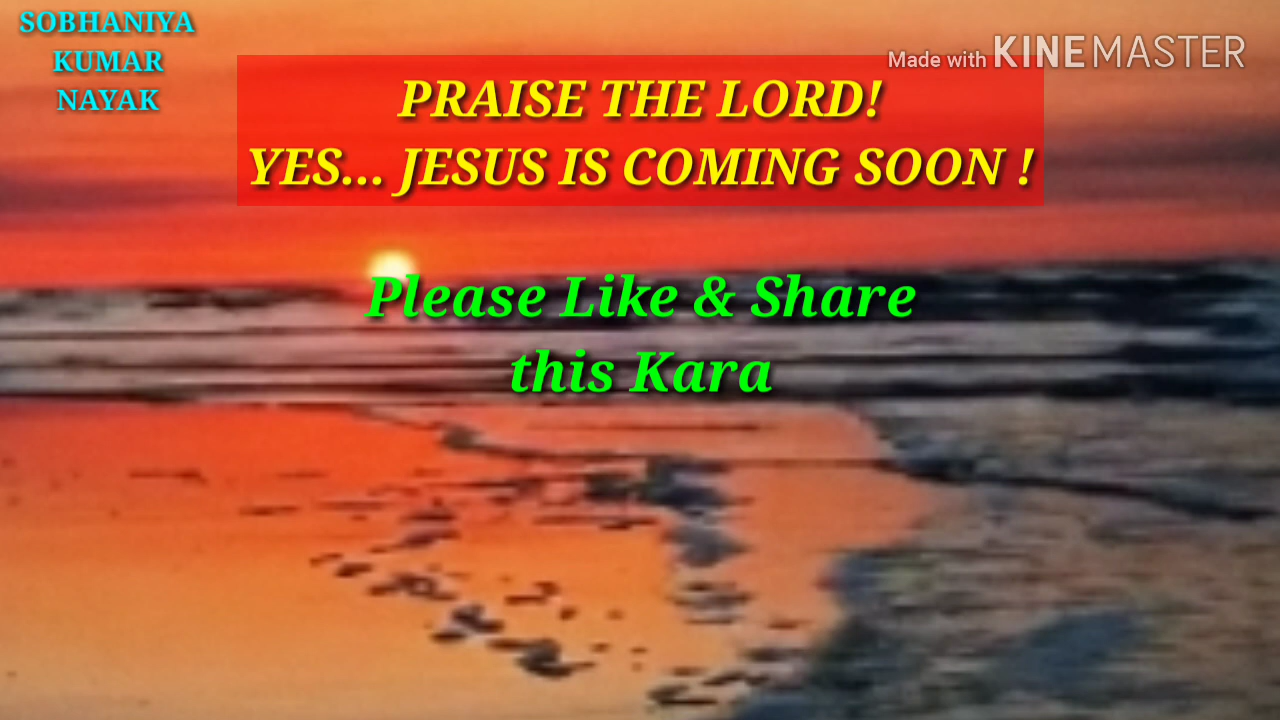 SOBHANIYA
KUMAR
NAYAK
Made with KINEMASTER
PRAISE THE LORD!
YES... JESUS IS COMING SOON !
Please Like & Share
this Kara